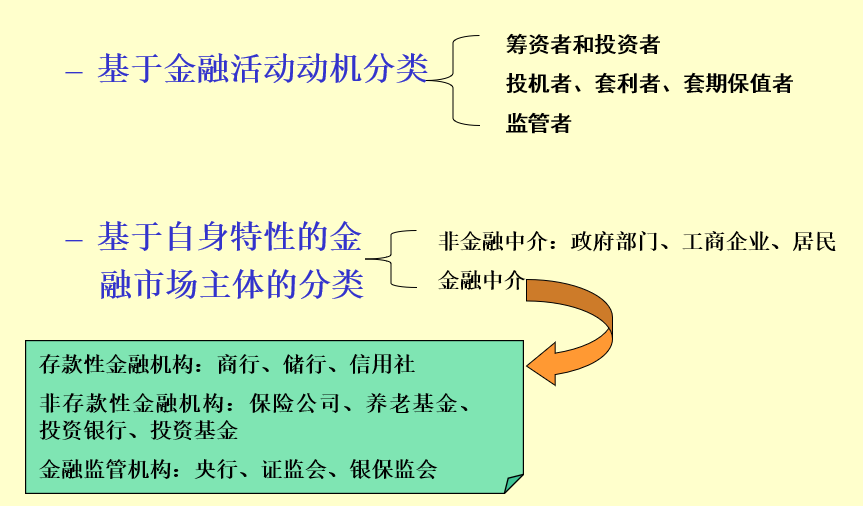 – 基于金融活动动机分类
筹资者和投资者
投机者、套利者、套期保值者
监管者
– 基于自身特性的金
融市场主体的分类
非金融中介：政府部门、工商企业、居民
金融中介
存款性金融机构：商行、储行、信用社
非存款性金融机构：保险公司、养老基金、
投资银行、投资基金
金融监管机构：央行、证监会、银保监会